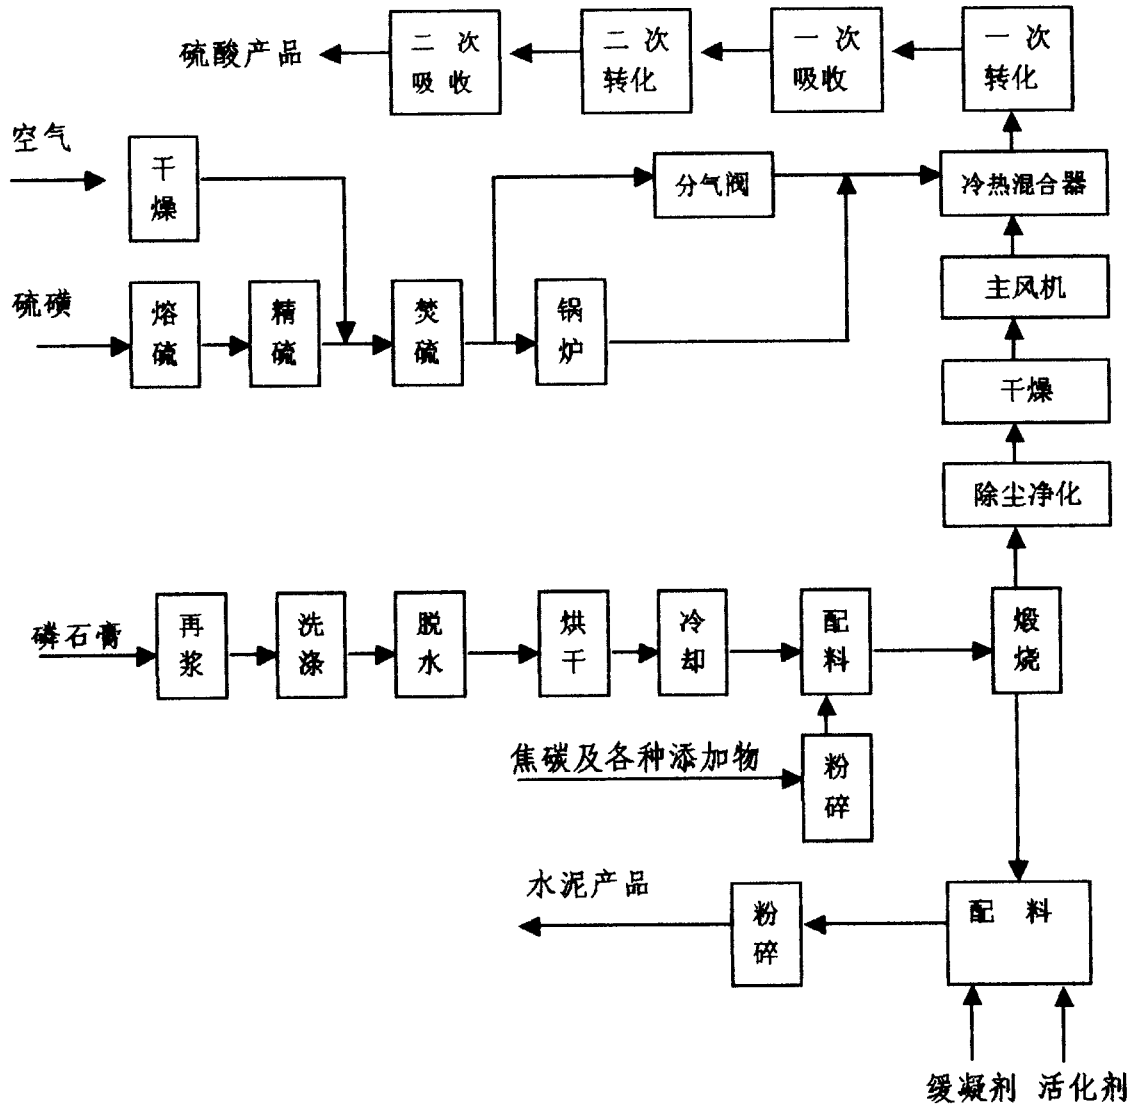 硫酸产品
二次
吸收
二次
转化
一次
吸收
一次
转化
空气
干
燥
分气阀
冷热混合器
硫磺
熔
硫
精
硫
焚
硫
锅
炉
主风机
干燥
除尘净化
磷石膏
再
浆
洗
涤
脱
水
烘
干
冷
却
配
料
煅
烧
焦碳及各种添加物
粉
碎
水泥产品
粉
碎
配料
缓凝剂
活化剂